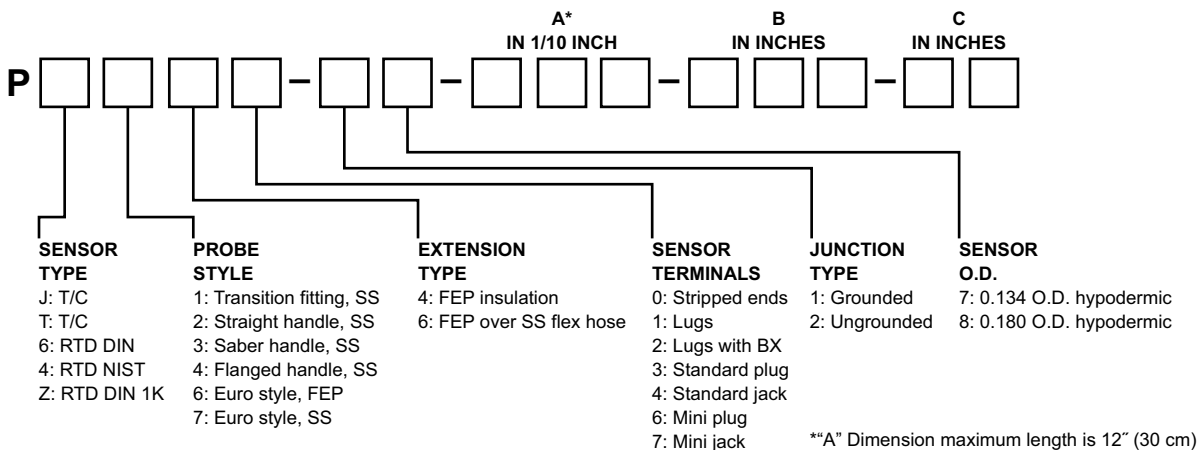 A*
IN 1/10 INCH
B
IN INCHES
C
IN INCHES
P – – – –
SENSOR
TYPE
J: T/C
T: T/C
6: RTD DIN
4: RTD NIST
Z: RTD DIN 1K
PROBE
STYLE
1: Transition fitting, SS
2: Straight handle, SS
3: Saber handle, SS
4: Flanged handle, SS
6: Euro style, FEP
7: Euro style, SS
EXTENSION
TYPE
4: FEP insulation
6: FEP over SS flex hose
SENSOR
TERMINALS
0: Stripped ends
1: Lugs
2: Lugs with BX
3: Standard plug
4: Standard jack
6: Mini plug
7: Mini jack
JUNCTION
TYPE
1: Grounded
2: Ungrounded
SENSOR
O.D.
7: 0.134 O.D. hypodermic
8: 0.180 O.D. hypodermic
*“A” Dimension maximum length is 12˝ (30 cm)